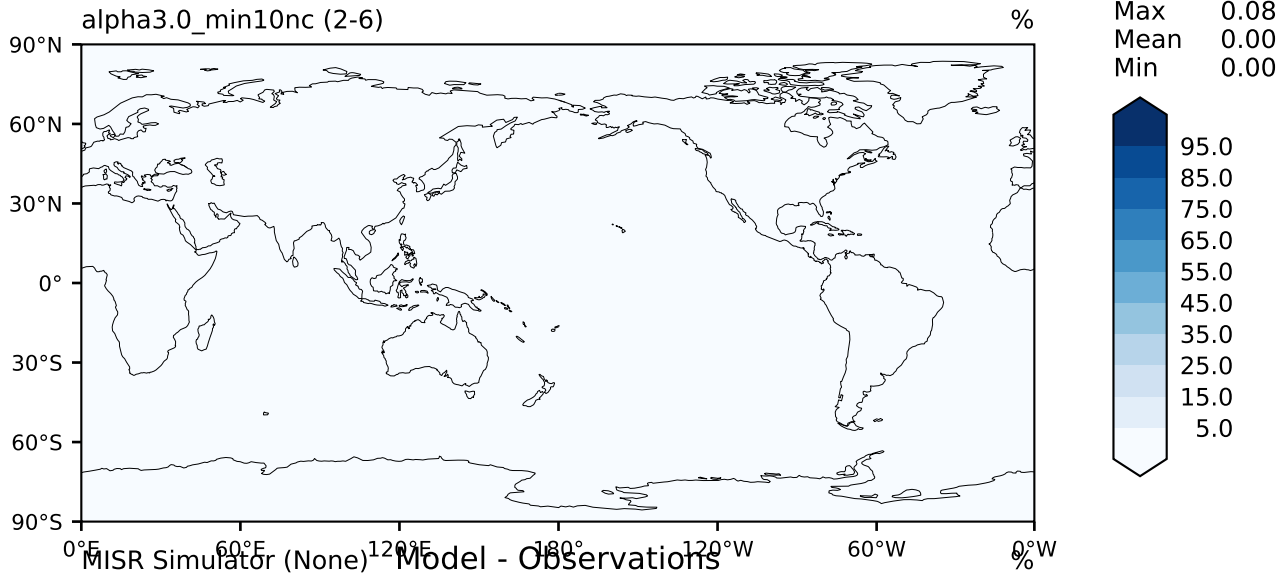 alpha3.0_min10nc (2-6) %
Max 0.08
Mean 0.00
Min 0.00
90°N
60°N
30°N
0°
30°S
60°S
90°S
95.0
85.0
75.0
65.0
55.0
45.0
35.0
25.0
15.0
5.0
0°E 60°E 120°E 180° 120°W 60°W 0°W
MISR Simulator (None) Model - Observations %